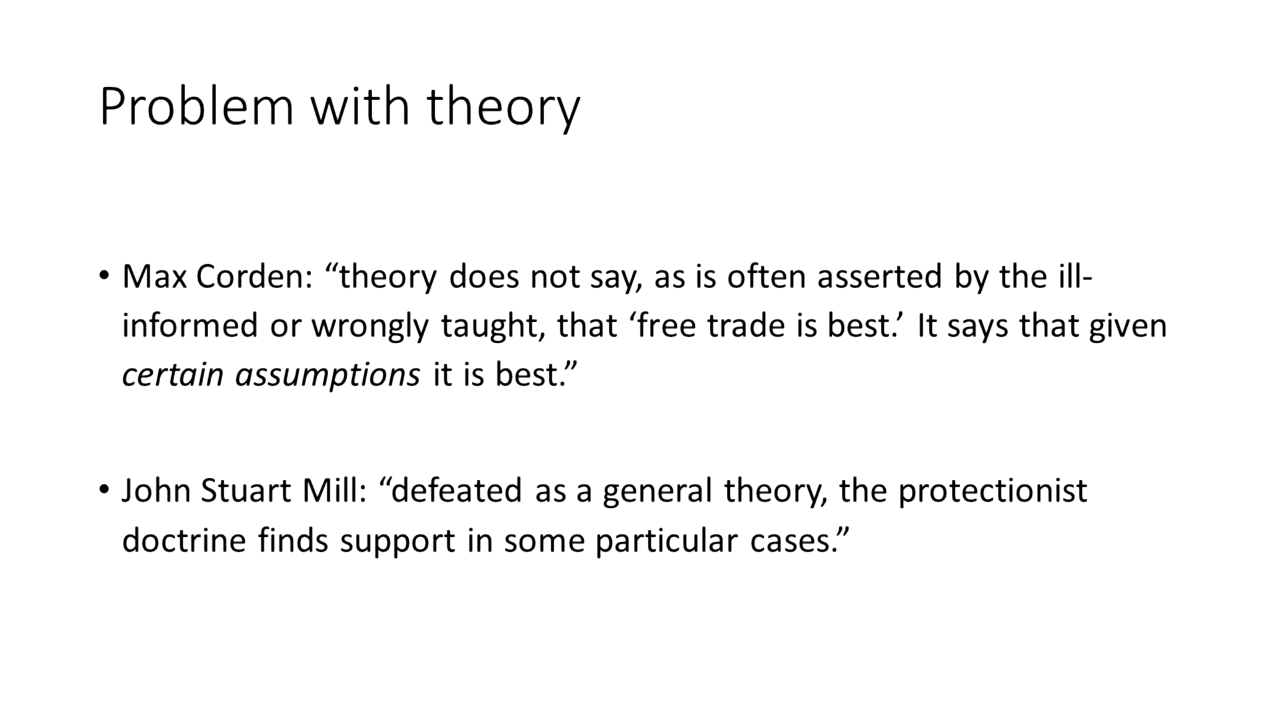 Problem with theory
• Max Corden: “theory does not say, as is often asserted by the ill-
informed or wrongly taught, that ‘free trade is best.’ It says that given
certain assumptions it is best.”
• John Stuart Mill: “defeated as a general theory, the protectionist
doctrine finds support in some particular cases.”